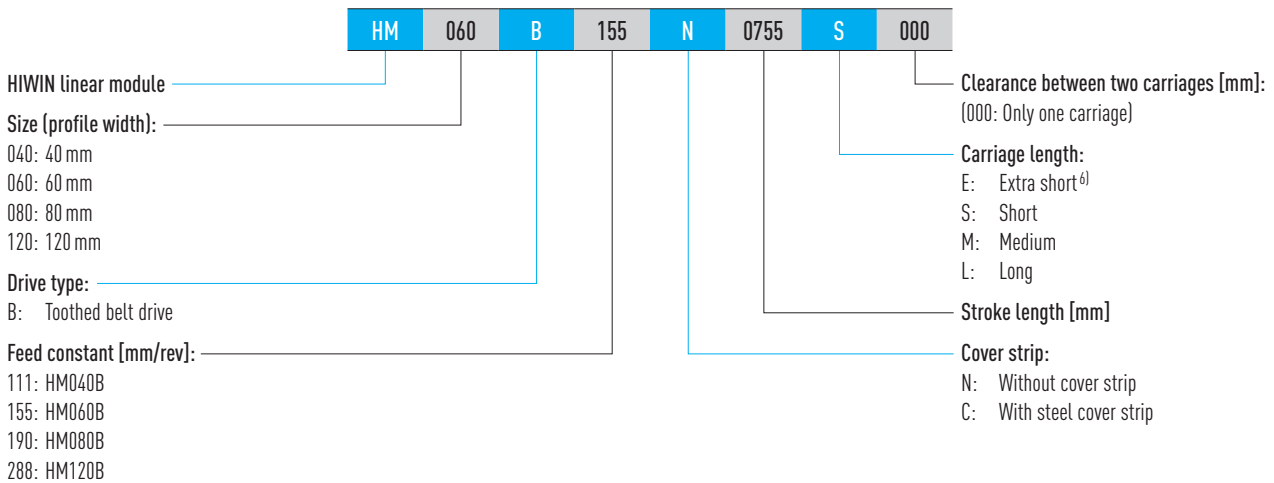 HM 060 B 155 N 0755 S 000
HIWIN linear module
Size (profile width):
040: 40 mm
060: 60 mm
080: 80 mm
120: 120 mm
Drive type:
B: Toothed belt drive
Feed constant [mm/rev]:
111: HM040B
155: HM060B
190: HM080B
288: HM120B
Clearance between two carriages [mm]:
(000: Only one carriage)
Carriage length:
E: Extra short 6)
S: Short
M: Medium
L: Long
Stroke length [mm]
Cover strip:
N: Without cover strip
C: With steel cover strip